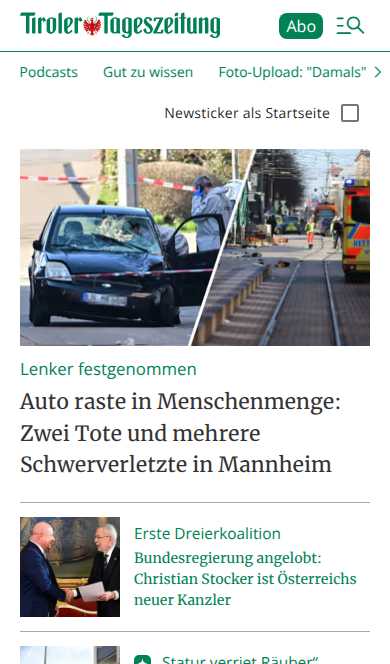 Tiroler Tageszeitung
Abo
Podcasts Gut zu wissen Foto-Upload: "Damals"
Newsticker als Startseite
Lenker festgenommen
Auto raste in Menschenmenge:
Zwei Tote und mehrere
Schwerverletzte in Mannheim
Erste Dreierkoalition
Bundesregierung angelobt:
Christian Stocker ist Österreichs
neuer Kanzler
Statur verriet Räuber“